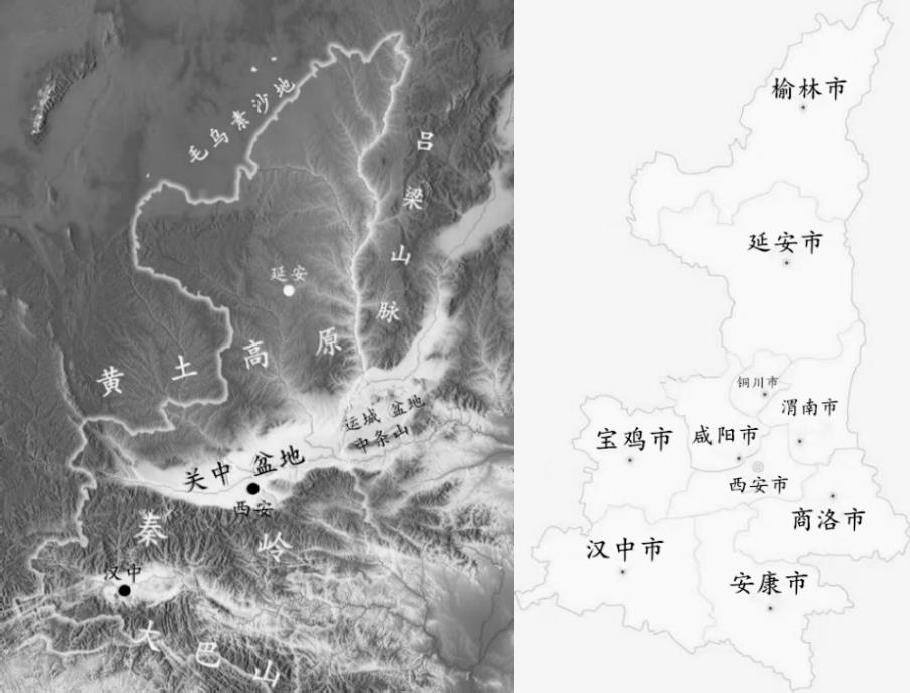 毛乌素沙地
吕梁山脉
延安
黄土高原
运城盆地
中条山
关中盆地
西安
秦岭
汉中
大巴山
榆林市
延安市
铜川市
渭南市
宝鸡市
咸阳市
西安市
商洛市
汉中市
安康市